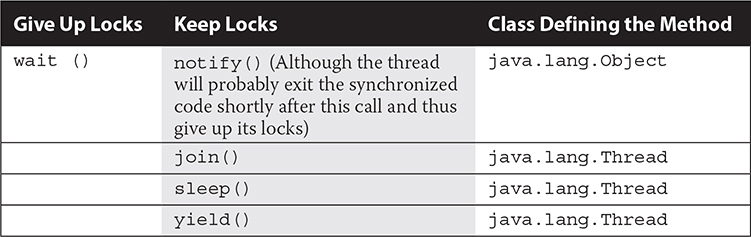 Give Up Locks Keep Locks Class Defining the Method
wait () notify() (Although the thread java.lang.Object
will probably exit the synchronized
code shortly after this call and thus
give up its locks)
join() java.lang.Thread
sleep() java.lang.Thread
yield() java.lang.Thread